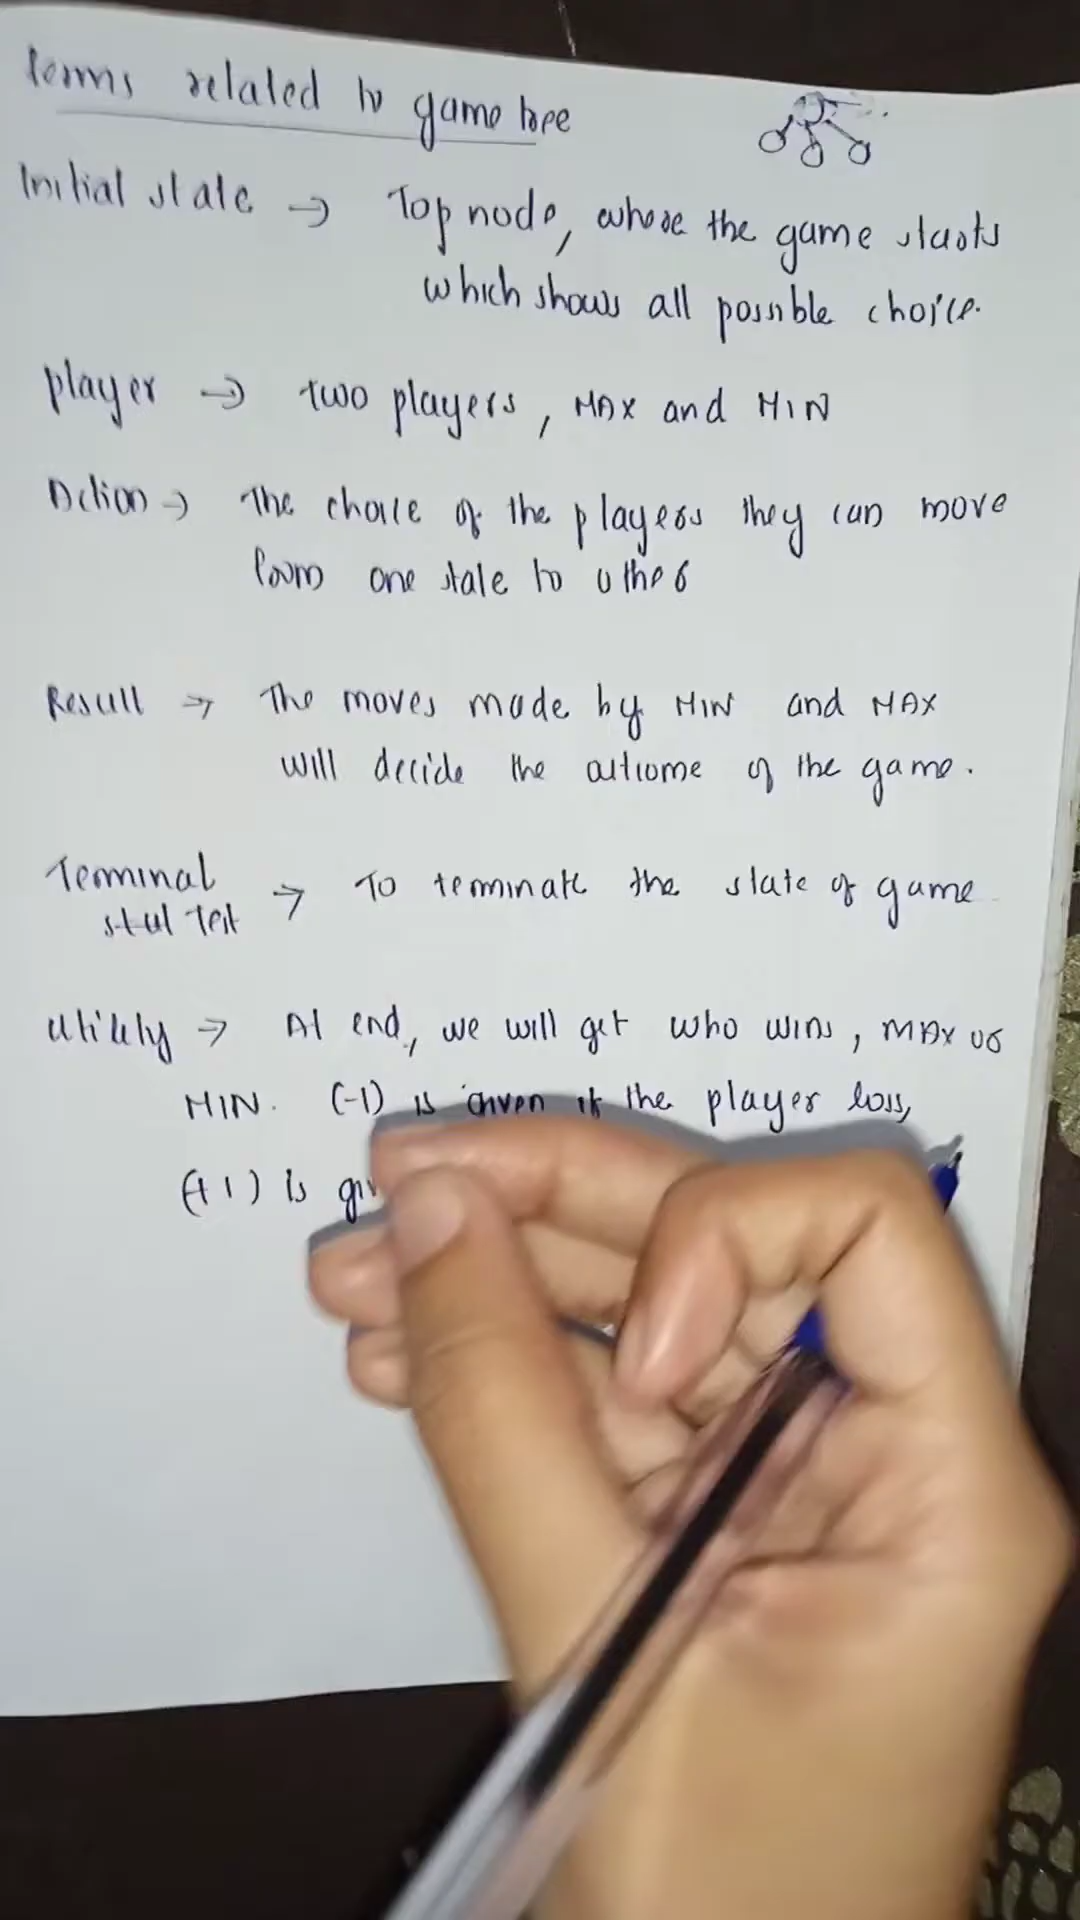 Terms related to game tree
Initial state → Top node, where the game starts
which shows all possible choice.
player → two players, MAX and MIN
Action → The choice of the players they can move
from one state to other
Result → The moves made by MIN and MAX
will decide the outcome of the game.
Terminal
stat Test → To terminate the state of game
Utility → At end, we will get who wins, MAX or
MIN. (-1) is given if the player loss,
(+1) is giv